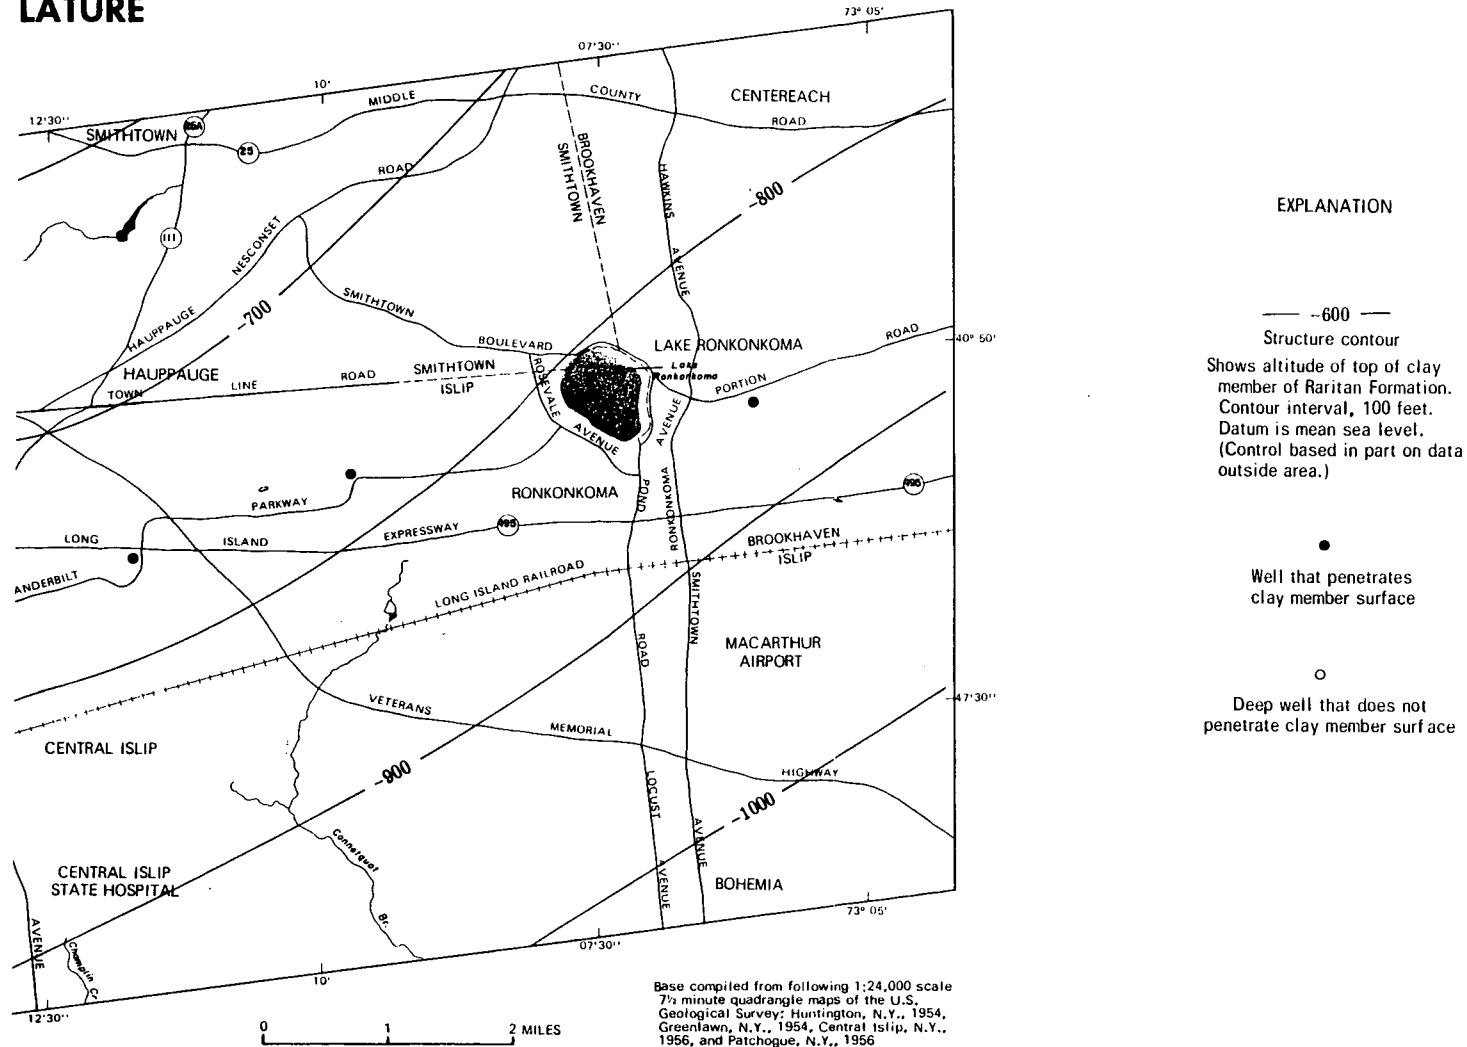 LATURE
73° 05'
07'30''
10'
12'30''
MIDDLE
COUNTY
ROAD
CENTEREACH
SMITHTOWN
25A
25
ROAD
BROOKHAVEN
SMITHTOWN
HAWKINS
AVENUE
-800
111
NESCONSET
HAUPPAUGE
-700
SMITHTOWN
BOULEVARD
LAKE RONKONKOMA
Lake
Ronkonkoma
ROAD
PORTION
40° 50'
HAUPPAUGE
TOWN
LINE
ROAD
SMITHTOWN
ISLIP
ROSEVALE
AVENUE
AVENUE
RONKONKOMA
RONKONKOMA
POND
PARKWAY
495
495
LONG
ISLAND
EXPRESSWAY
BROOKHAVEN
ISLIP
ANDERBILT
LONG ISLAND RAILROAD
SMITHTOWN
ROAD
MACARTHUR
AIRPORT
47'30''
VETERANS
MEMORIAL
HIGHWAY
CENTRAL ISLIP
-900
-1000
LOCUST
AVENUE
AVENUE
Connetquot
Br.
CENTRAL ISLIP
STATE HOSPITAL
BOHEMIA
AVENUE
Champlin Cr
73° 05'
07'30''
10'
12'30''
0 1 2 MILES
Base compiled from following 1:24,000 scale
7½ minute quadrangle maps of the U.S.
Geological Survey: Huntington, N.Y., 1954,
Greenlawn, N.Y., 1954, Central Islip, N.Y.,
1956, and Patchogue, N.Y., 1956
EXPLANATION
-600
Structure contour
Shows altitude of top of clay
member of Raritan Formation.
Contour interval, 100 feet.
Datum is mean sea level.
(Control based in part on data
outside area.)
Well that penetrates
clay member surface
Deep well that does not
penetrate clay member surface